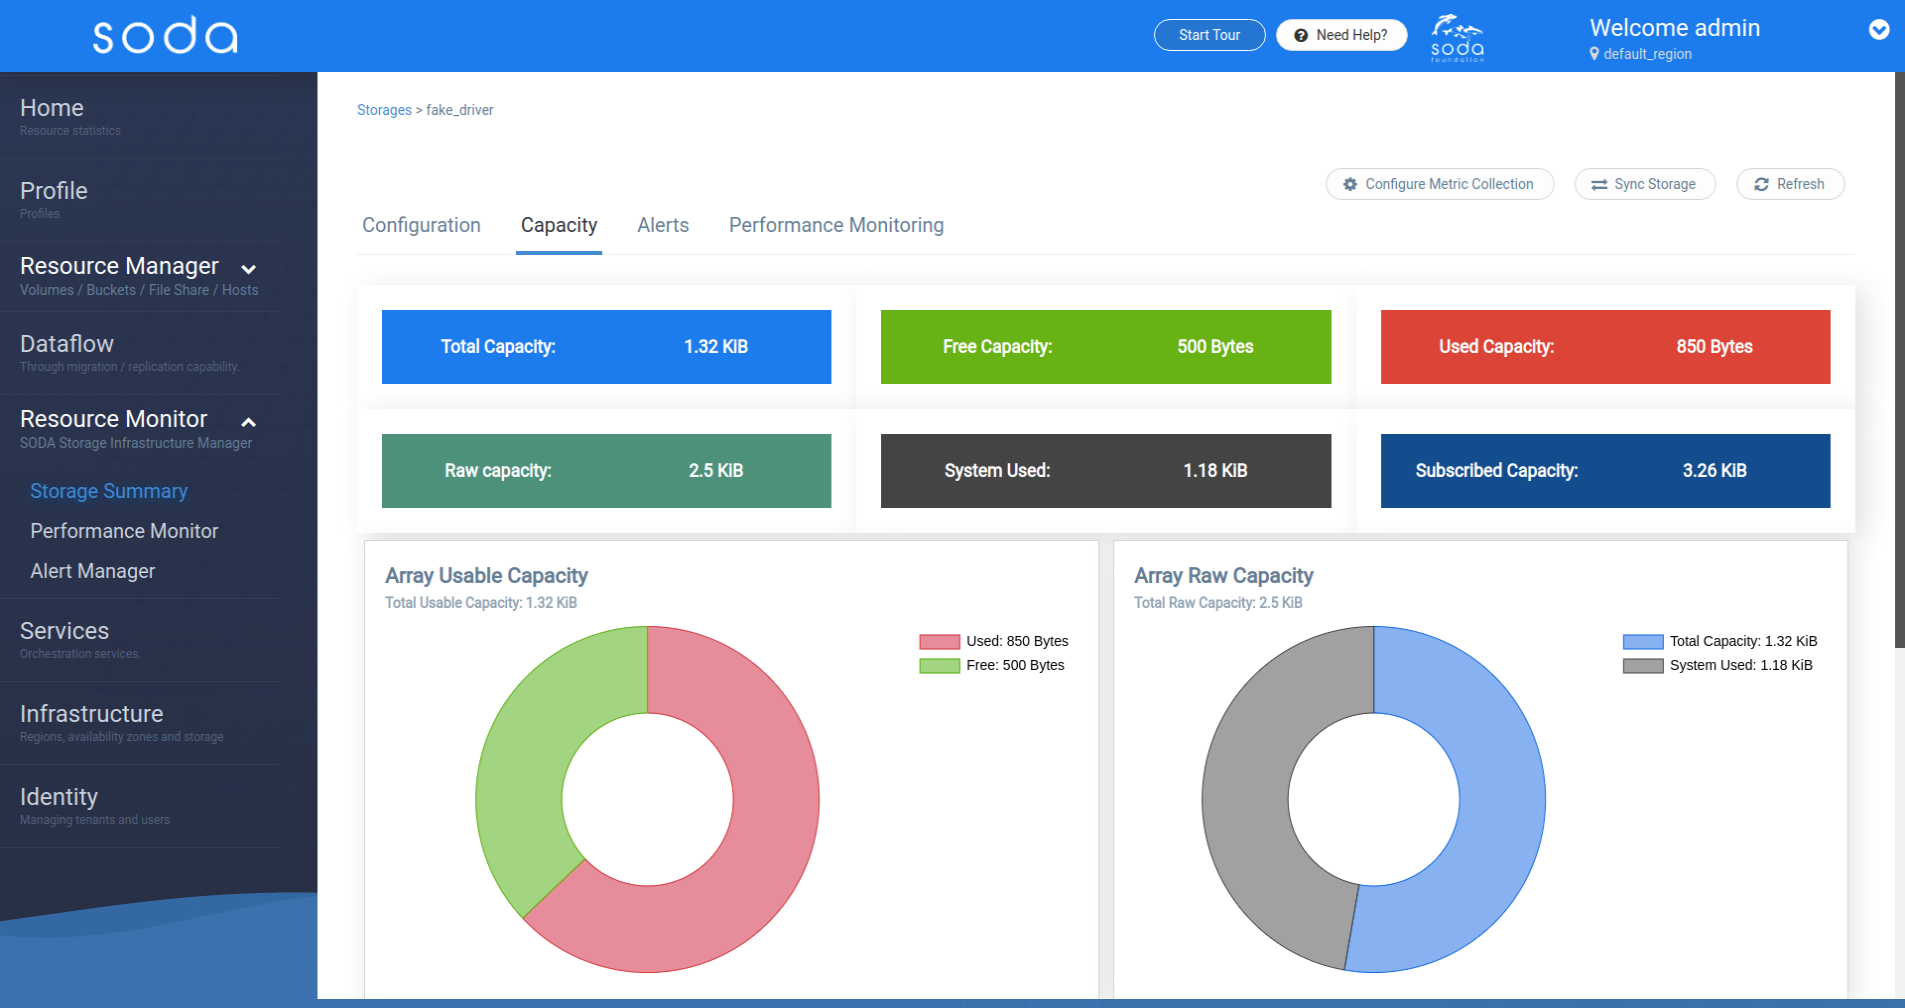 soda
Start Tour
Need Help?
soda
foundation
Welcome admin
default_region
Home
Resource statistics
Profile
Profiles
Resource Manager
Volumes / Buckets / File Share / Hosts
Dataflow
Through migration / replication capability.
Resource Monitor
SODA Storage Infrastructure Manager
Storage Summary
Performance Monitor
Alert Manager
Services
Orchestration services.
Infrastructure
Regions, availability zones and storage
Identity
Managing tenants and users
Storages > fake_driver
Configure Metric Collection
Sync Storage
Refresh
Configuration
Capacity
Alerts
Performance Monitoring
Total Capacity: 1.32 KiB
Free Capacity: 500 Bytes
Used Capacity: 850 Bytes
Raw capacity: 2.5 KiB
System Used: 1.18 KiB
Subscribed Capacity: 3.26 KiB
Array Usable Capacity
Total Usable Capacity: 1.32 KiB
Used: 850 Bytes
Free: 500 Bytes
Array Raw Capacity
Total Raw Capacity: 2.5 KiB
Total Capacity: 1.32 KiB
System Used: 1.18 KiB